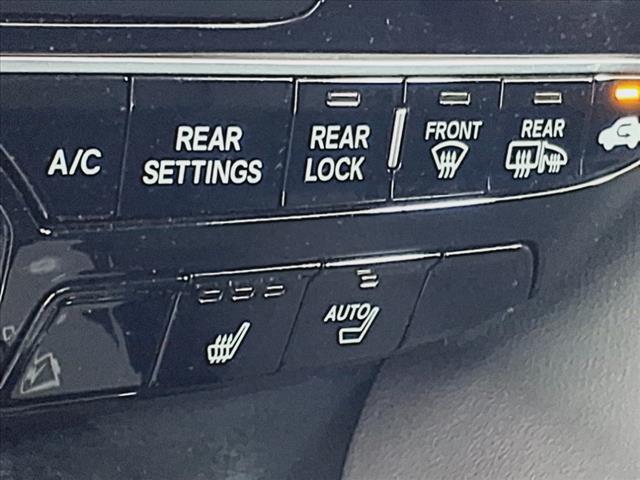 A/C
REAR
SETTINGS
REAR
LOCK
FRONT
REAR
AUTO